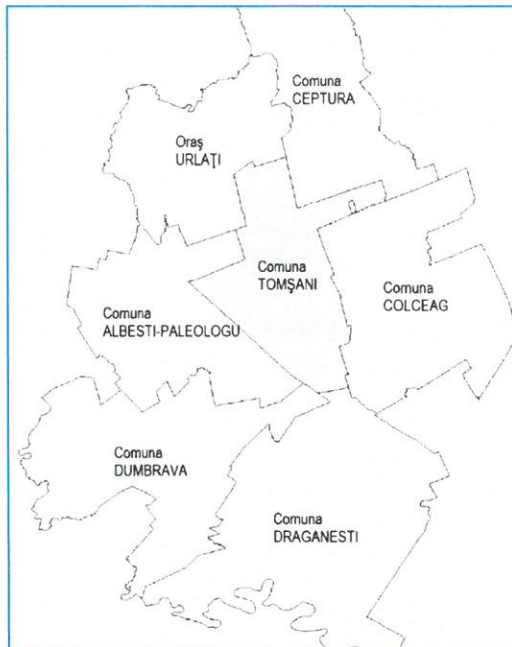 Comuna
CEPTURA
Oraş
URLAŢI
Comuna
TOMŞANI
Comuna
COLCEAG
Comuna
ALBESTI-PALEOLOGU
Comuna
DUMBRAVA
Comuna
DRAGANESTI